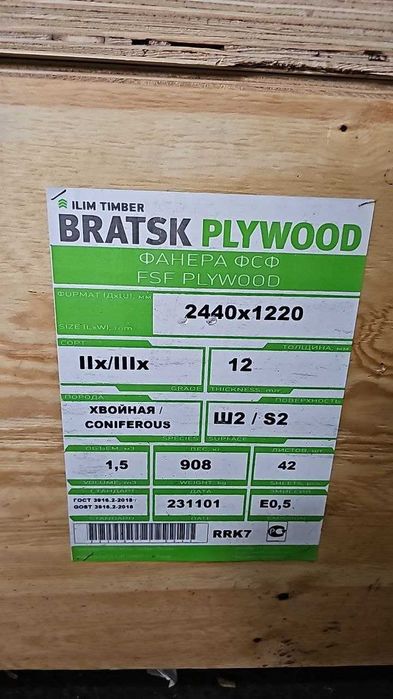 ILIM TIMBER
BRATSK PLYWOOD
ФАНЕРА ФСФ
FSF PLYWOOD
ФОРМАТ (ДхШ), мм
2440x1220
SIZE (LxW), mm
СОРТ
ТОЛЩИНА, мм
IIx/IIIx
12
GRADE
THICKNESS, mm
ПОРОДА
ПОВЕРХНОСТЬ
ХВОЙНАЯ /
CONIFEROUS
Ш2 / S2
SPECIES
SURFACE
ОБЪЕМ, м3
ВЕС, кг
ЛИСТОВ, шт
1,5
908
42
VOLUME, m3
WEIGHT, kg
SHEETS, p
СТАНДАРТ
ДАТА
ЭМИССИЯ
ГОСТ 3916.2-2018
GOST 3916.2-2018
231101
E0,5
STANDARD
DATE
EMISSION
RRK7